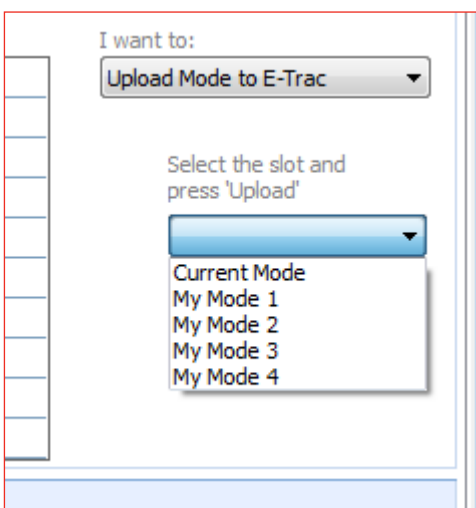 I want to:
Upload Mode to E-Trac
Select the slot and
press 'Upload'
Current Mode
My Mode 1
My Mode 2
My Mode 3
My Mode 4